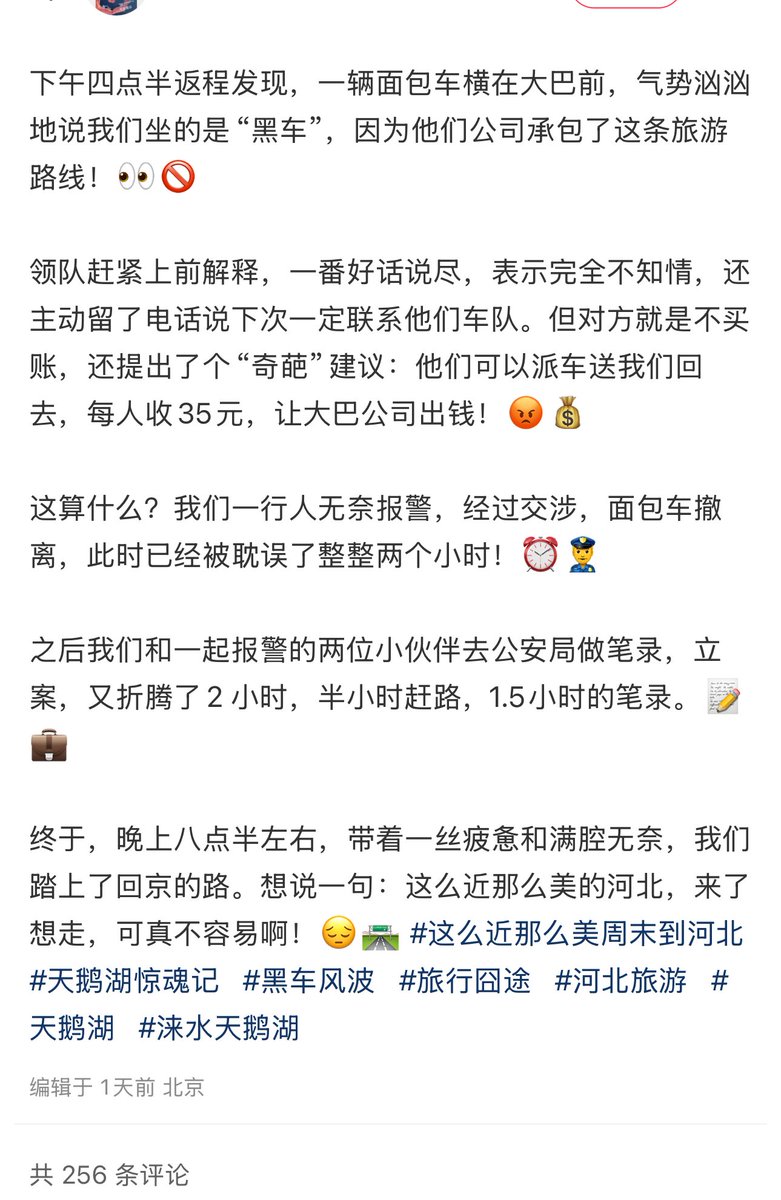 下午四点半返程发现，一辆面包车横在大巴前，气势汹汹
地说我们坐的是“黑车”，因为他们公司承包了这条旅游
路线！👀🚫
领队赶紧上前解释，一番好话说尽，表示完全不知情，还
主动留了电话说下次一定联系他们车队。但对方就是不买
账，还提出了个“奇葩”建议：他们可以派车送我们回
去，每人收35元，让大巴公司出钱！😡💰
这算什么？我们一行人无奈报警，经过交涉，面包车撤
离，此时已经被耽误了整整两个小时！⏰👮
之后我们和一起报警的两位小伙伴去公安局做笔录，立
案，又折腾了2 小时，半小时赶路，1.5小时的笔录。📝
💼
终于，晚上八点半左右，带着一丝疲惫和满腔无奈，我们
踏上了回京的路。想说一句：这么近那么美的河北，来了
想走，可真不容易啊！😔🛣️ #这么近那么美周末到河北
#天鹅湖惊魂记 #黑车风波 #旅行囧途 #河北旅游 #
天鹅湖 #涞水天鹅湖
编辑于 1天前 北京
共 256 条评论